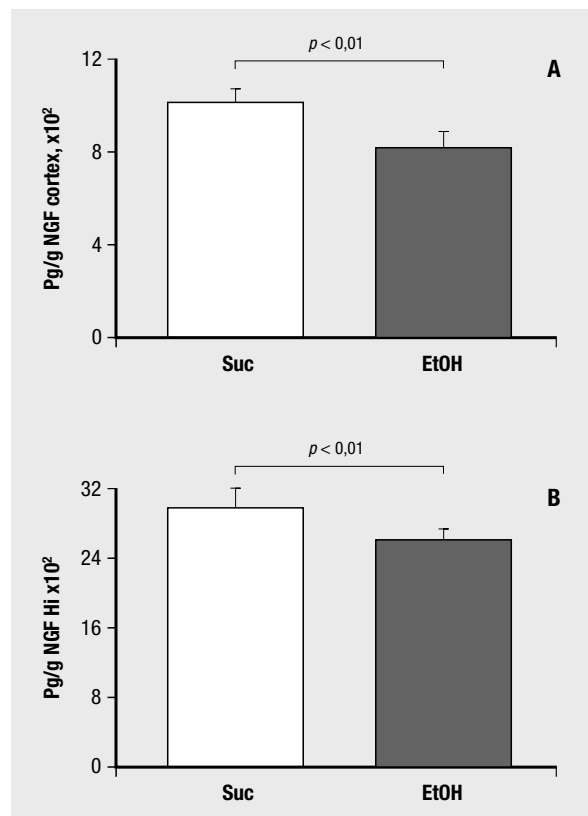 p < 0,01
A
12
8
4
0
Pg/g NGF cortex, x10²
Suc EtOH
p < 0,01
B
32
24
16
8
0
Pg/g NGF Hi x10²
Suc EtOH